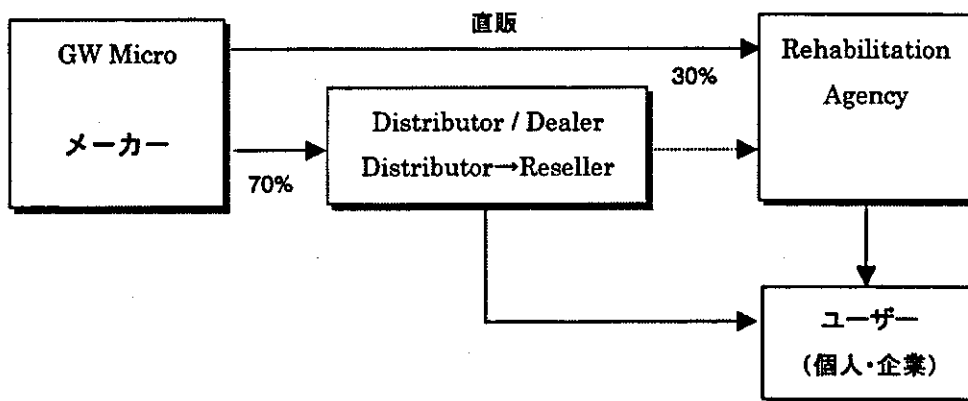 直販
GW Micro
メーカー
30%
Rehabilitation
Agency
Distributor / Dealer
Distributor→Reseller
70%
ユーザー
(個人・企業)